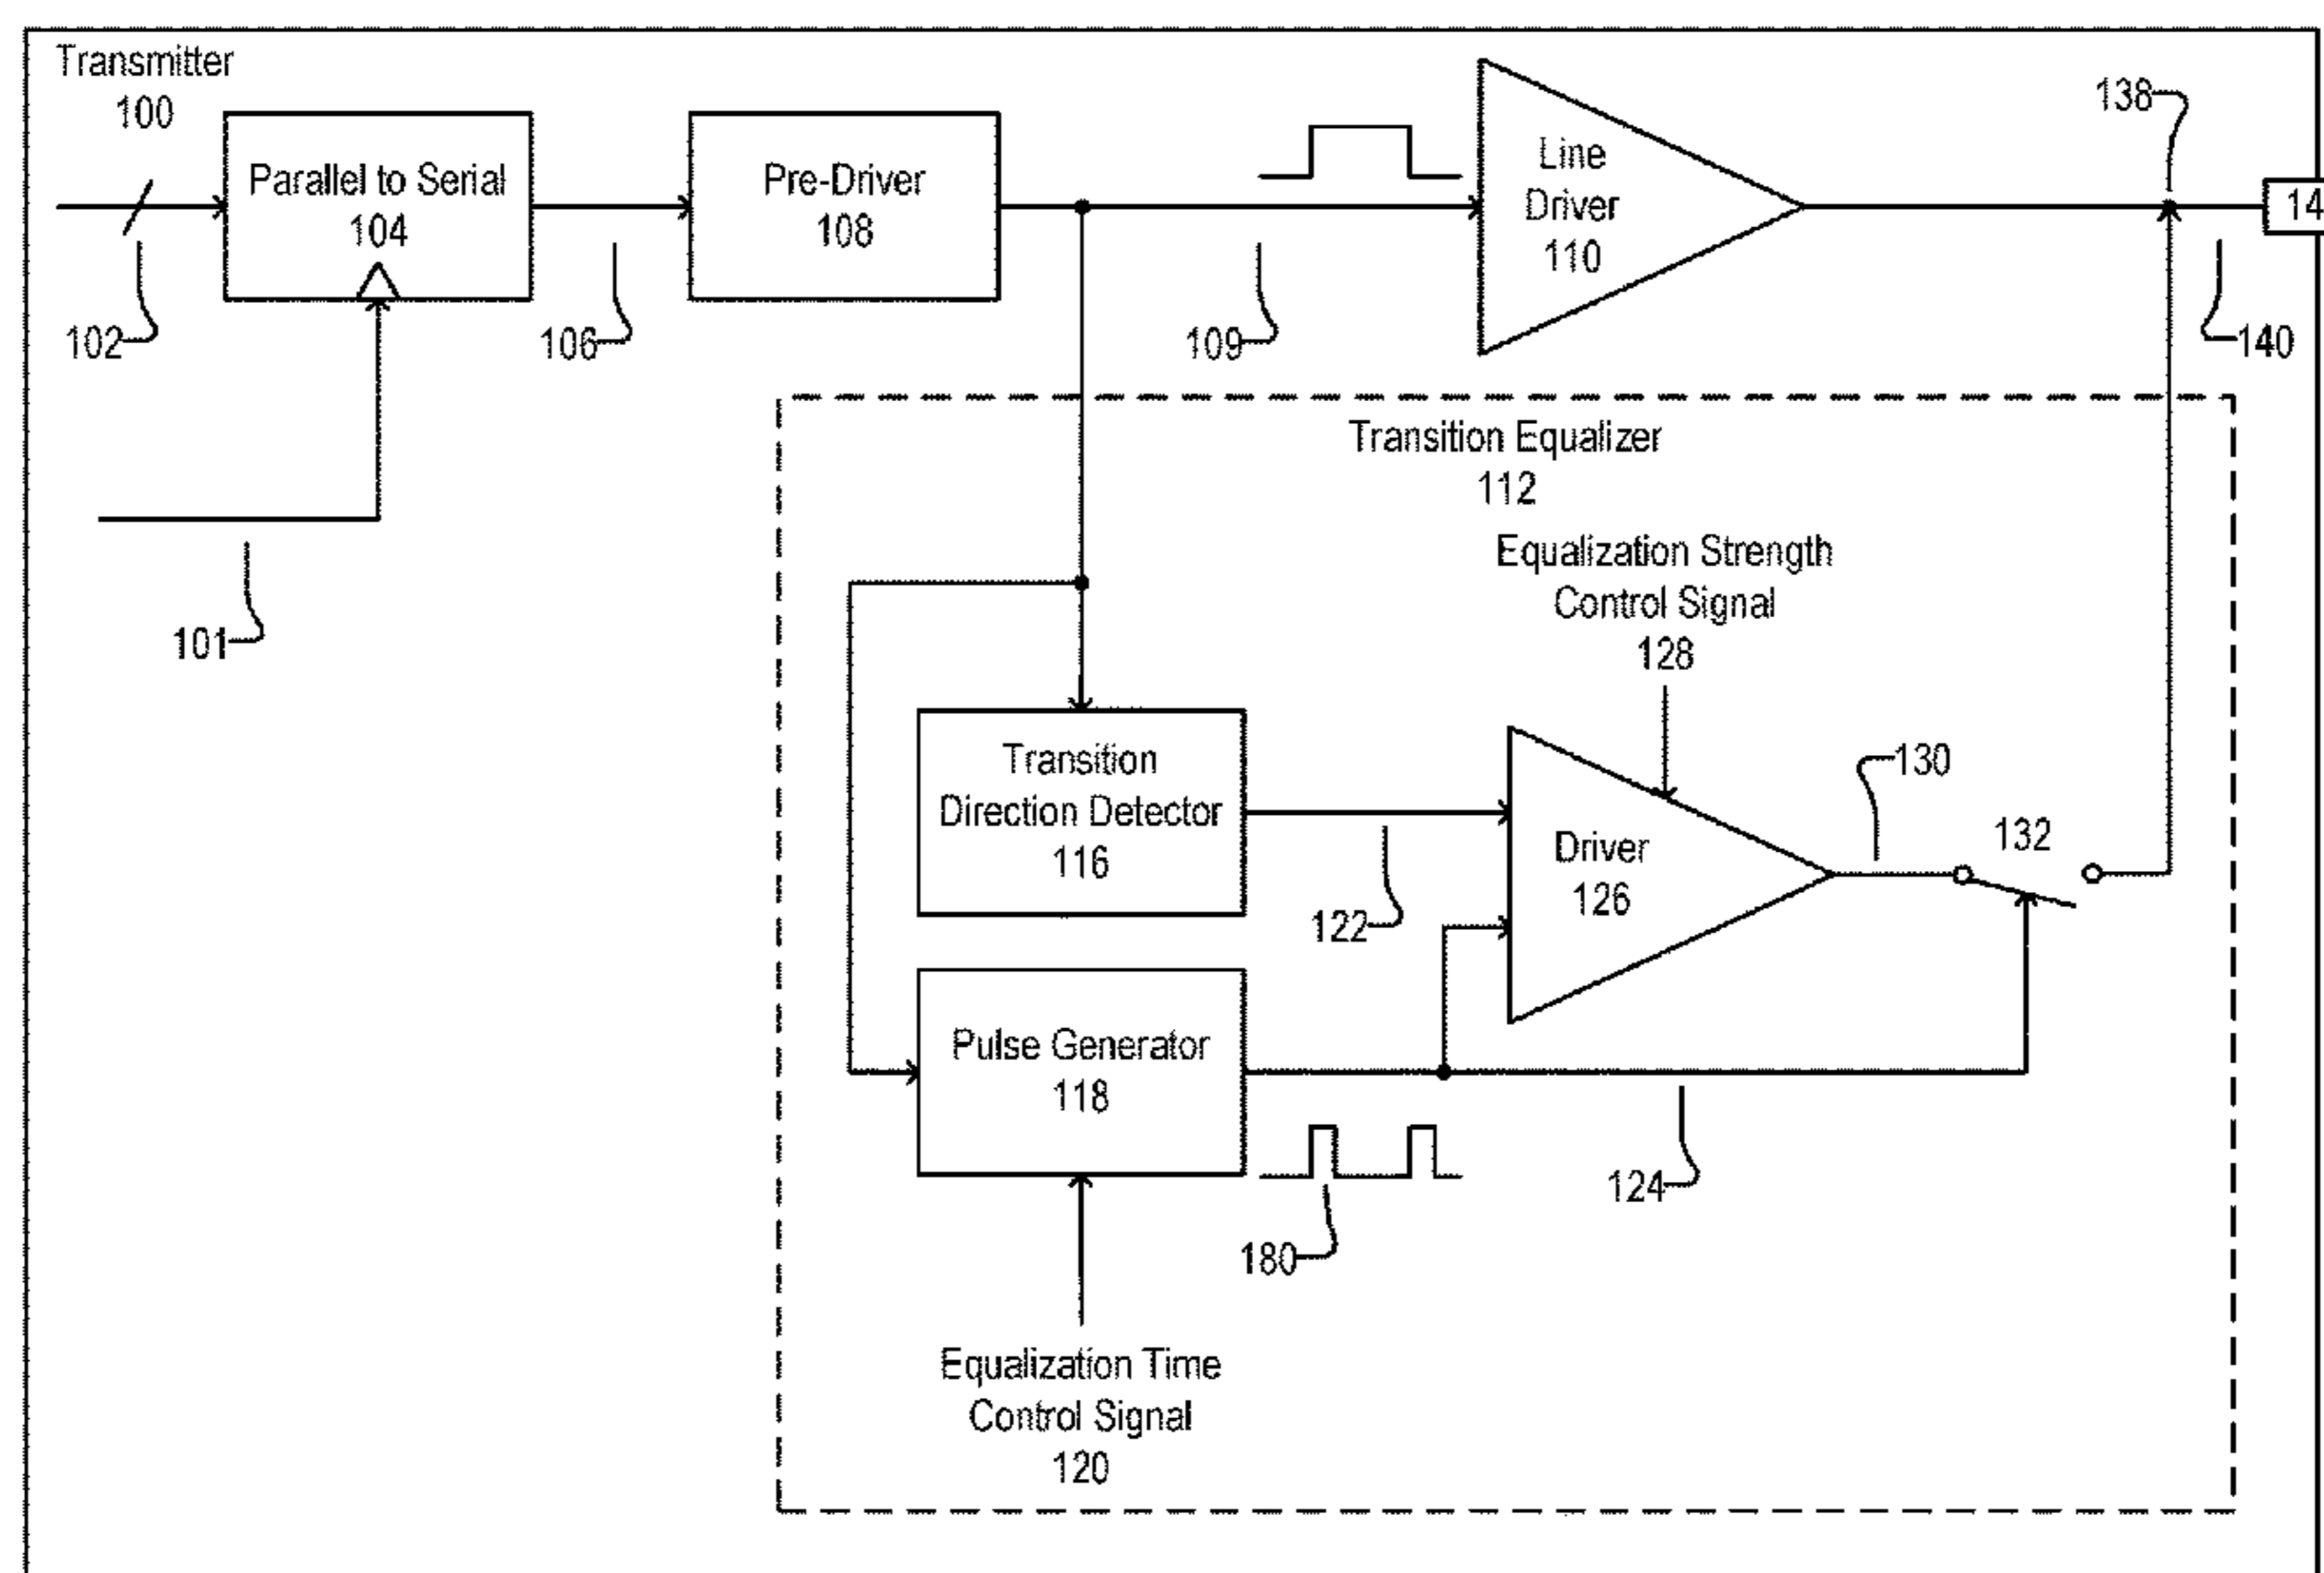 Transmitter
100
Parallel to Serial
104
Pre-Driver
108
Line
Driver
110
138
14
102
106
109
140
101
Transition Equalizer
112
Equalization Strength
Control Signal
128
Transition
Direction Detector
116
122
Driver
126
130
132
Pulse Generator
118
180
124
Equalization Time
Control Signal
120